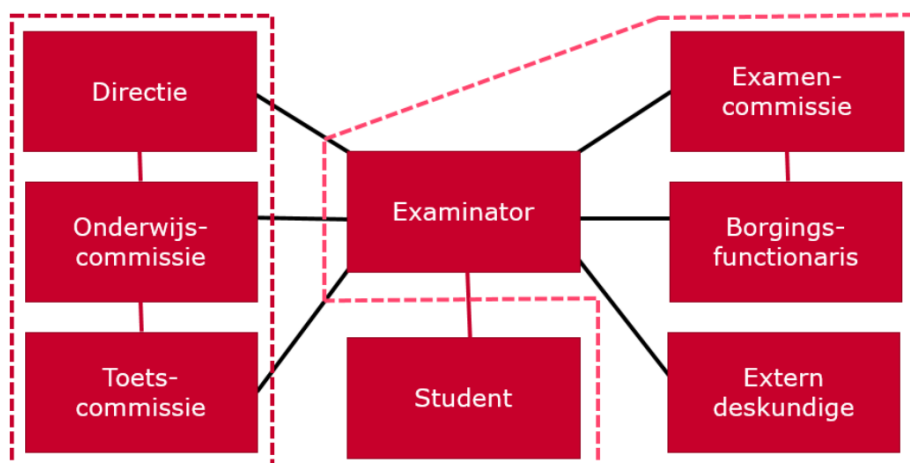 Directie
Examen-
commissie
Examinator
Onderwijs-
commissie
Borgings-
functionaris
Toets-
commissie
Student
Extern
deskundige